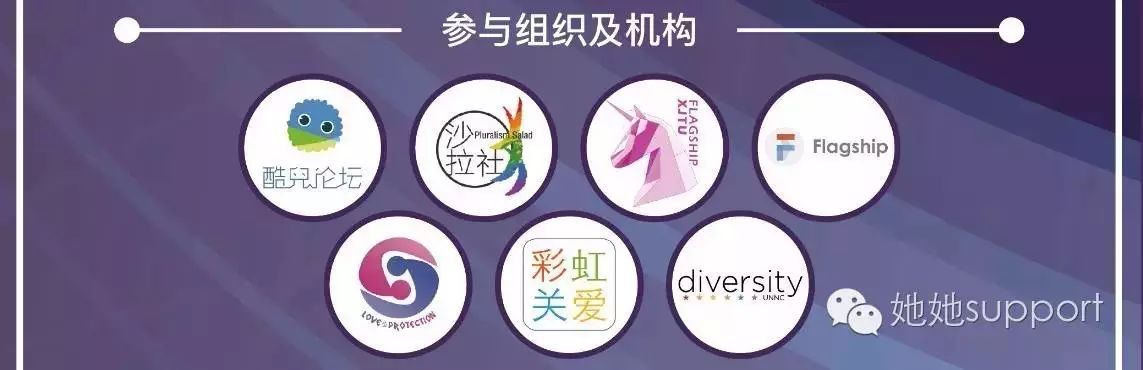 参与组织及机构
酷兒论坛
沙拉社
Pluralism Salad
FLAGSHIP
XJTU
Flagship
LOVE & PROTECTION
彩虹
关爱
diversity
UNNC
她她support